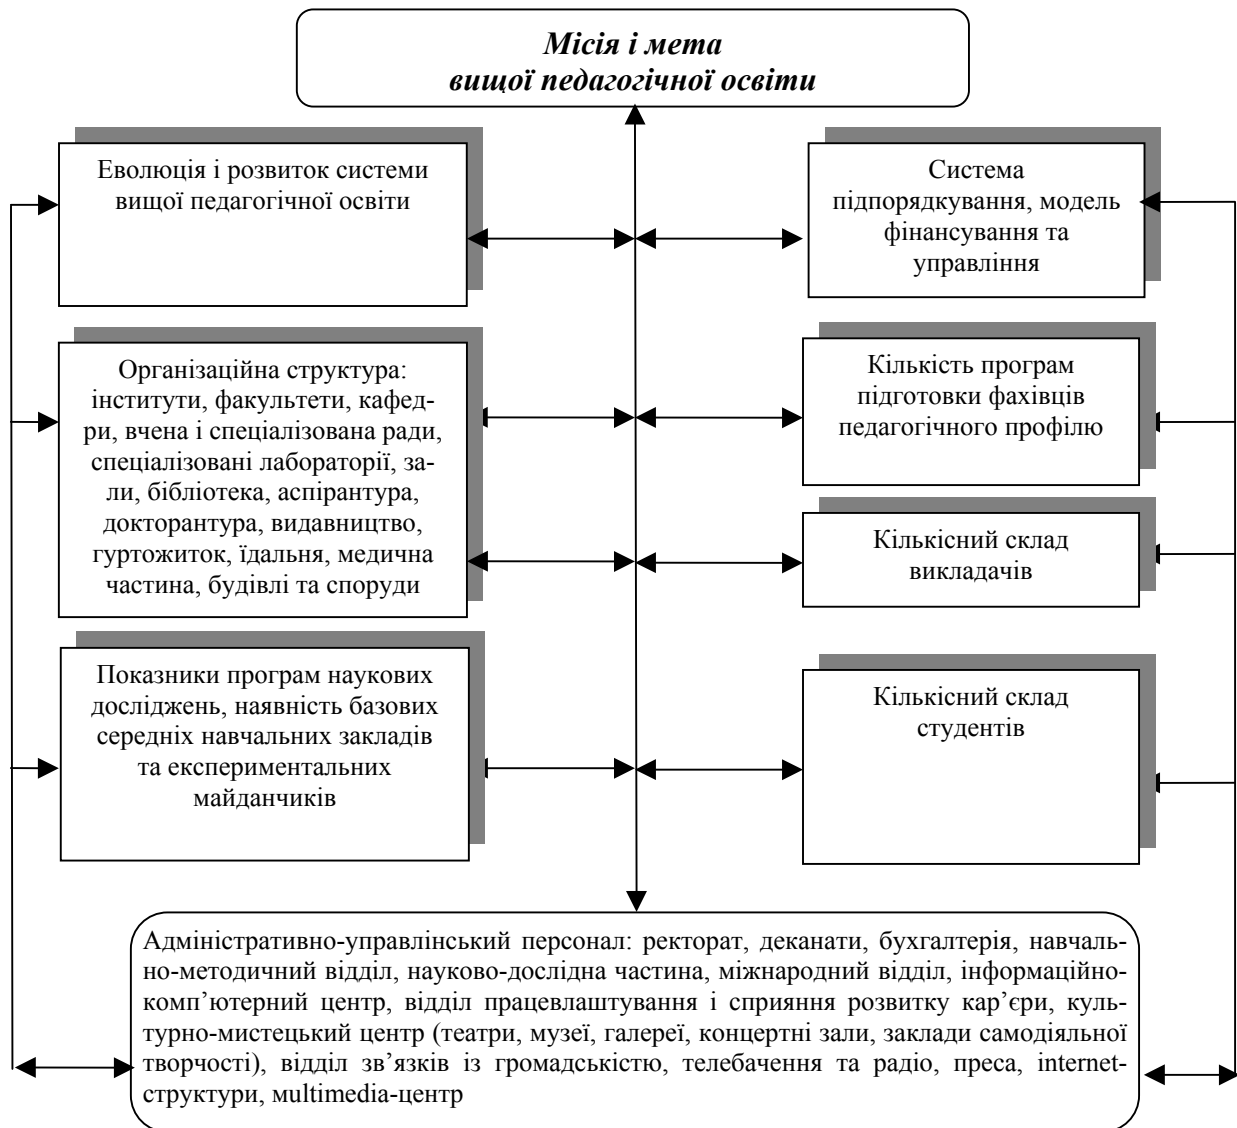 Місія і мета
вищої педагогічної освіти
Еволюція і розвиток системи
вищої педагогічної освіти
Система
підпорядкування, модель
фінансування та
управління
Організаційна структура:
інститути, факультети, кафед-
ри, вчена і спеціалізована ради,
спеціалізовані лабораторії, за-
ли, бібліотека, аспірантура,
докторантура, видавництво,
гуртожиток, їдальня, медична
частина, будівлі та споруди
Кількість програм
підготовки фахівців
педагогічного профілю
Кількісний склад
викладачів
Показники програм наукових
досліджень, наявність базових
середніх навчальних закладів
та експериментальних
майданчиків
Кількісний склад
студентів
Адміністративно-управлінський персонал: ректорат, деканати, бухгалтерія, навчаль-
но-методичний відділ, науково-дослідна частина, міжнародний відділ, інформаційно-
комп’ютерний центр, відділ працевлаштування і сприяння розвитку кар’єри, куль-
турно-мистецький центр (театри, музеї, галереї, концертні зали, заклади самодіяльної
творчості), відділ зв’язків із громадськістю, телебачення та радіо, преса, internet-
структури, мultimedia-центр